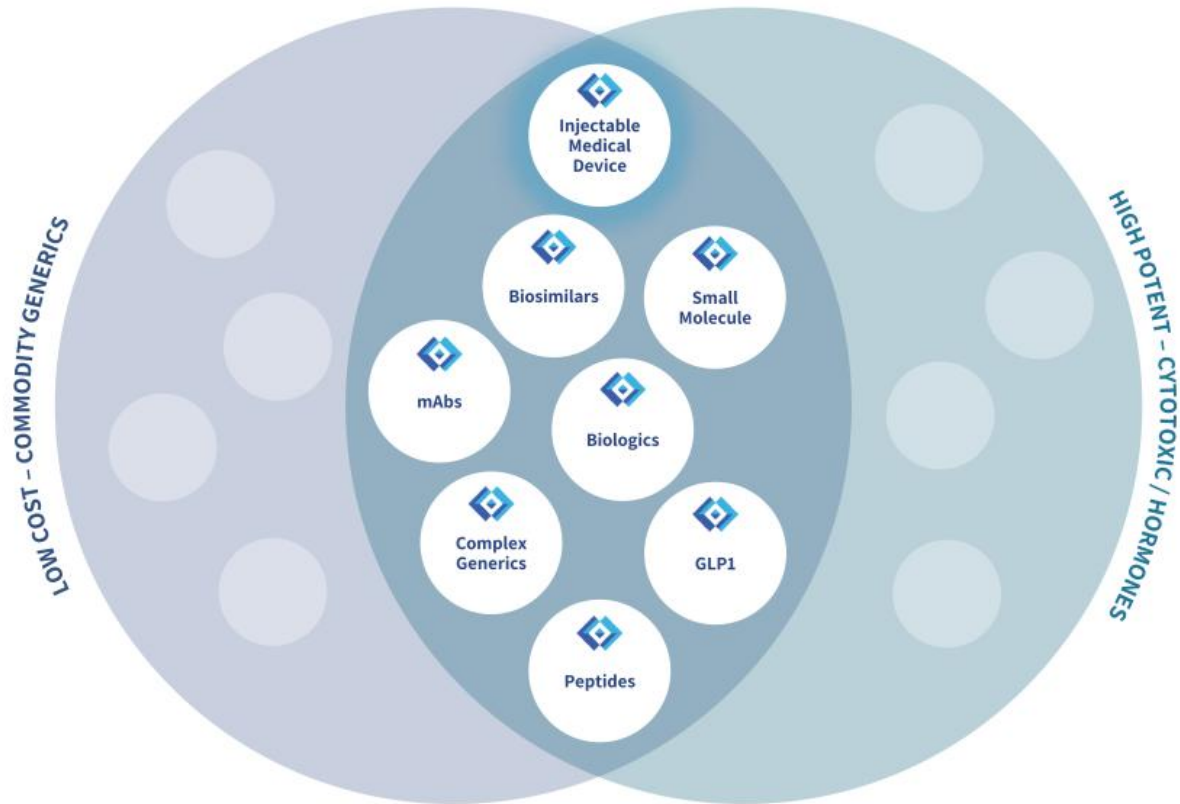 Injectable
Medical
Device
Biosimilars
Small
Molecule
mAbs
Biologics
Complex
Generics
GLP1
Peptides
LOW COST – COMMODITY GENERICS
HIGH POTENT – CYTOTOXIC / HORMONES